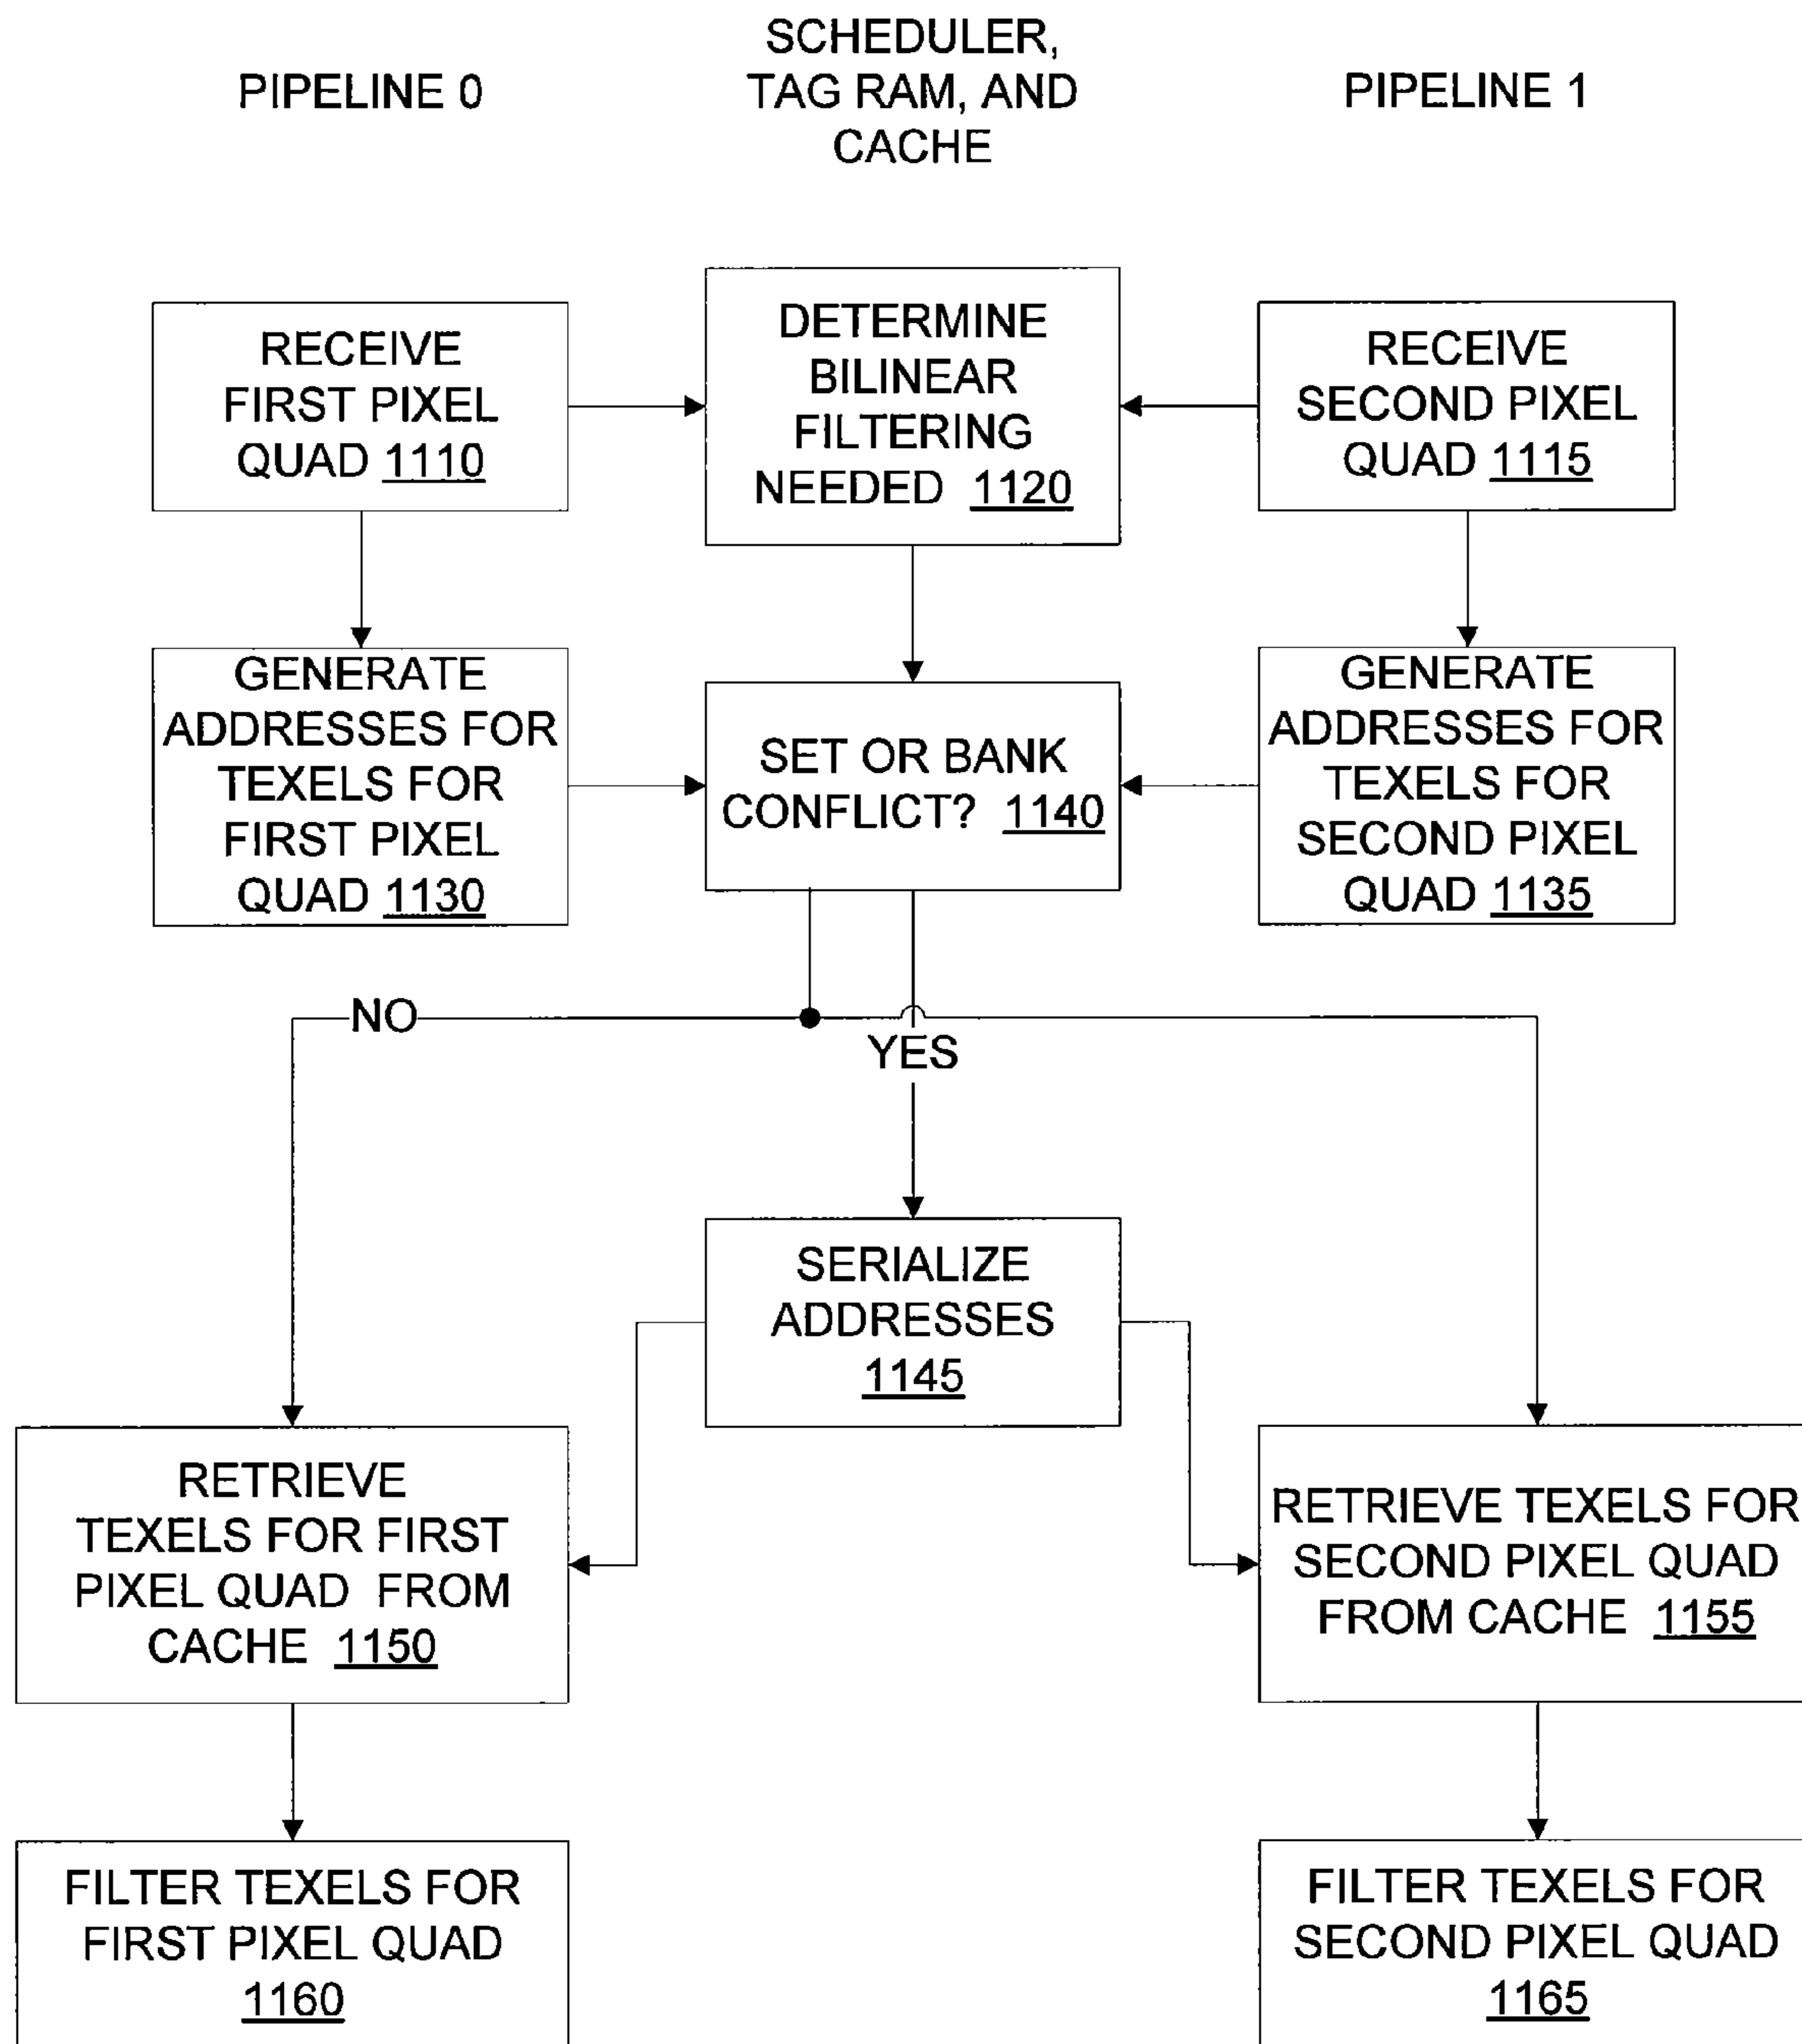 PIPELINE 0
SCHEDULER,
TAG RAM, AND
CACHE
PIPELINE 1
RECEIVE
FIRST PIXEL
QUAD 1110
DETERMINE
BILINEAR
FILTERING
NEEDED 1120
RECEIVE
SECOND PIXEL
QUAD 1115
GENERATE
ADDRESSES FOR
TEXELS FOR
FIRST PIXEL
QUAD 1130
SET OR BANK
CONFLICT? 1140
GENERATE
ADDRESSES FOR
TEXELS FOR
SECOND PIXEL
QUAD 1135
NO
YES
SERIALIZE
ADDRESSES
1145
RETRIEVE
TEXELS FOR FIRST
PIXEL QUAD FROM
CACHE 1150
RETRIEVE TEXELS FOR
SECOND PIXEL QUAD
FROM CACHE 1155
FILTER TEXELS FOR
FIRST PIXEL QUAD
1160
FILTER TEXELS FOR
SECOND PIXEL QUAD
1165